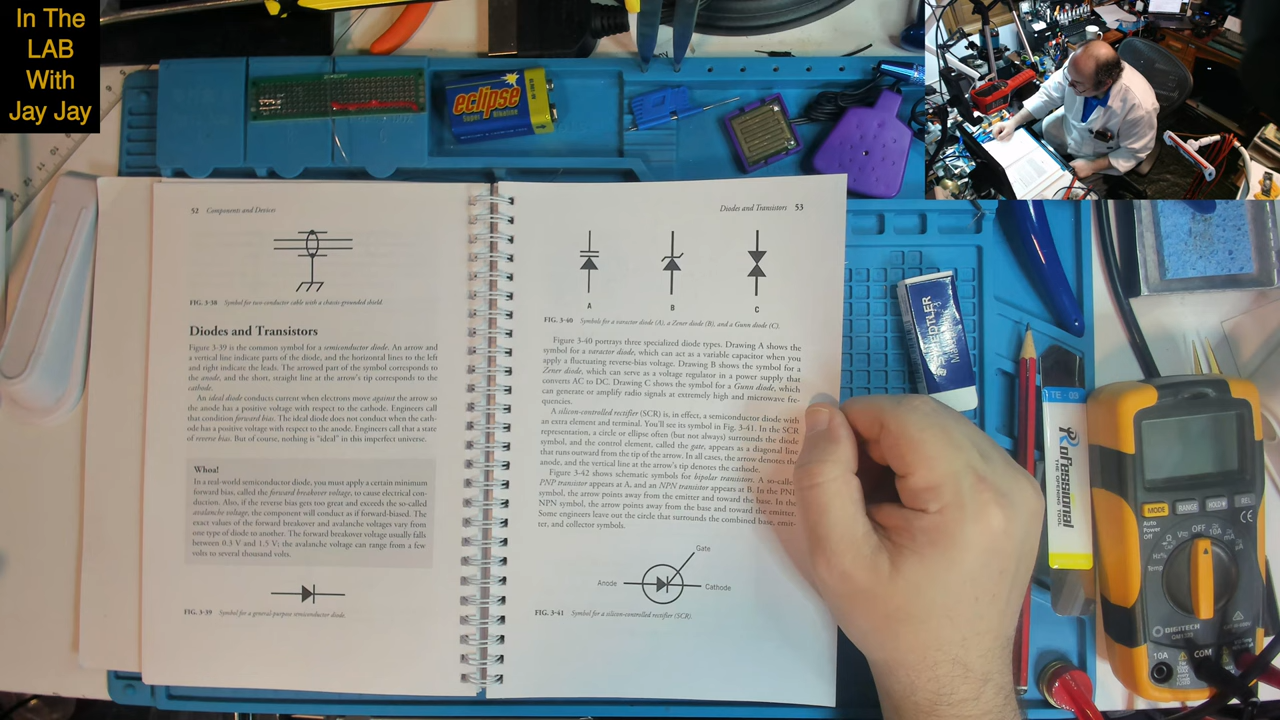 In The
LAB
With
Jay Jay
eclipse
Super Alkaline
52 Components and Devices
FIG. 3-38 Symbol for two-conductor cable with a chassis-grounded shield.
Diodes and Transistors
Figure 3-39 is the common symbol for a semiconductor diode. An arrow and
a vertical line indicate parts of the diode, and the horizontal lines to the left
and right indicate the leads. The arrowed part of the symbol corresponds to
the anode, and the short, straight line at the arrow's tip corresponds to the
cathode.
An ideal diode conducts current when electrons move against the arrow so
the anode has a positive voltage with respect to the cathode. Engineers call
that condition forward bias. The ideal diode does not conduct when the cath-
ode has a positive voltage with respect to the anode. Engineers call that a state
of reverse bias. But of course, nothing is "ideal" in this imperfect universe.
Whoa!
In a real-world semiconductor diode, you must apply a certain minimum
forward bias, called the forward breakover voltage, to cause electrical con-
duction. Also, if the reverse bias gets too great and exceeds the so-called
avalanche voltage, the component will conduct as if forward-biased. The
exact values of the forward breakover and avalanche voltages vary from
one type of diode to another. The forward breakover voltage usually falls
between 0.3 V and 1.5 V; the avalanche voltage can range from a few
volts to several thousand volts.
FIG. 3-39 Symbol for a general-purpose semiconductor diode.
Diodes and Transistors 53
A
B
C
FIG. 3-40 Symbols for a varactor diode (A), a Zener diode (B), and a Gunn diode (C).
Figure 3-40 portrays three specialized diode types. Drawing A shows the
symbol for a varactor diode, which can act as a variable capacitor when you
apply a fluctuating reverse-bias voltage. Drawing B shows the symbol for a
Zener diode, which can serve as a voltage regulator in a power supply that
converts AC to DC. Drawing C shows the symbol for a Gunn diode, which
can generate or amplify radio signals at extremely high and microwave fre-
quencies.
A silicon-controlled rectifier (SCR) is, in effect, a semiconductor diode with
an extra element and terminal. You'll see its symbol in Fig. 3-41. In the SCR
representation, a circle or ellipse often (but not always) surrounds the diode
symbol, and the control element, called the gate, appears as a diagonal line
that runs outward from the tip of the arrow. In all cases, the arrow denotes the
anode, and the vertical line at the arrow's tip denotes the cathode.
Figure 3-42 shows schematic symbols for bipolar transistors. A so-calle
PNP transistor appears at A, and an NPN transistor appears at B. In the PN
symbol, the arrow points away from the emitter and toward the base. In the
NPN symbol, the arrow points away from the base and toward the emitter.
Some engineers leave out the circle that surrounds the combined base, emit-
ter, and collector symbols.
Gate
Anode
Cathode
FIG. 3-41 Symbol for a silicon-controlled rectifier (SCR).
STAEDTLER
TE - 03
RoFessional
THE OPENING TOOL
MODE RANGE HOLD REL
Auto
Power
Off
OFF
Hz%
Temp
DIGITECH
10A
COM